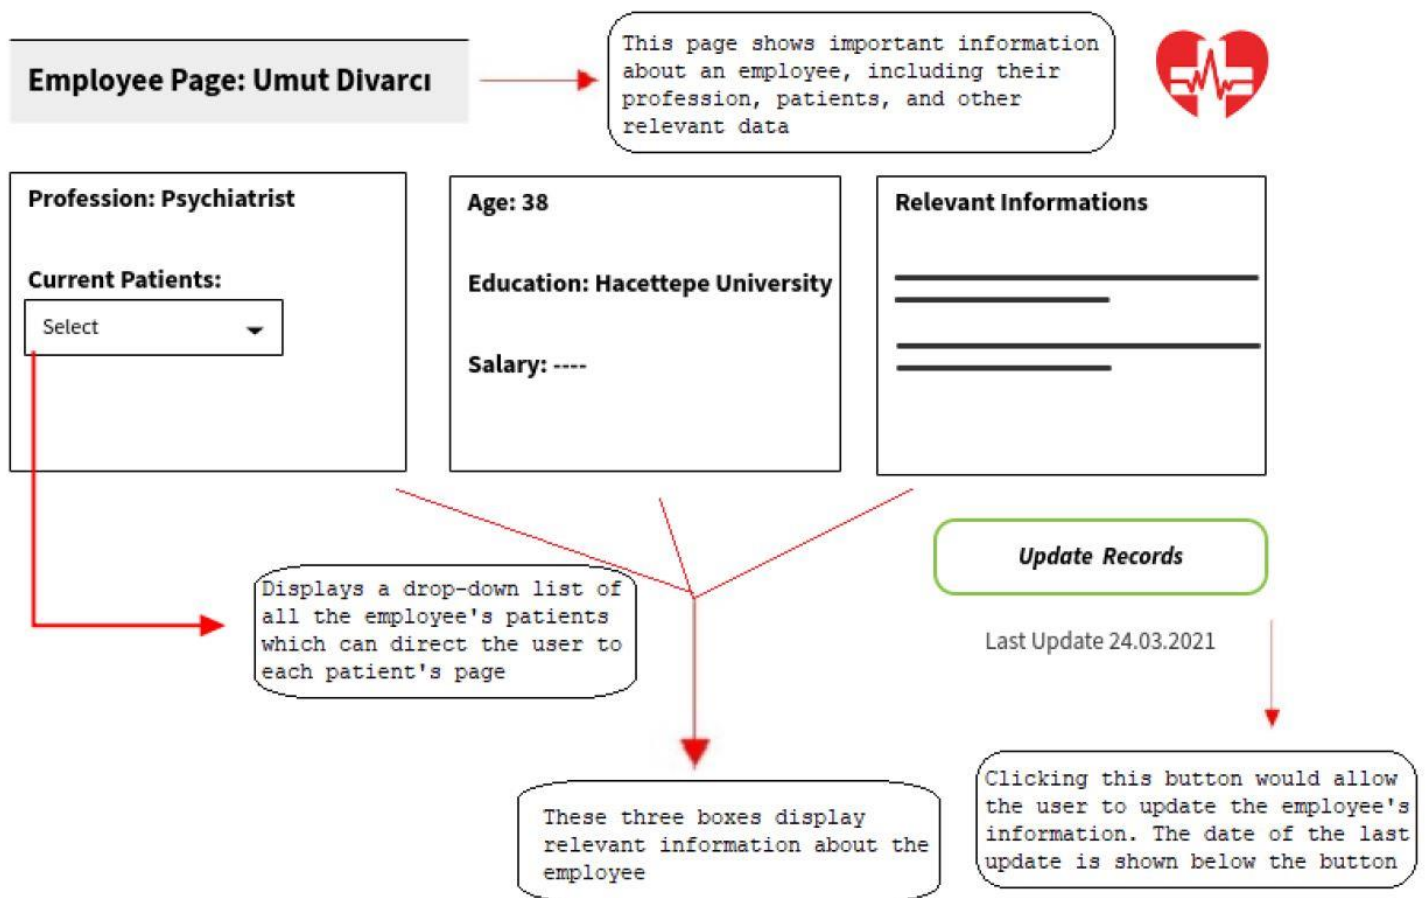 Employee Page: Umut Divarcı
This page shows important information
about an employee, including their
profession, patients, and other
relevant data
Profession: Psychiatrist
Current Patients:
Select
Age: 38
Education: Hacettepe University
Salary: ----
Relevant Informations
Update Records
Last Update 24.03.2021
Displays a drop-down list of
all the employee's patients
which can direct the user to
each patient's page
These three boxes display
relevant information about the
employee
Clicking this button would allow
the user to update the employee's
information. The date of the last
update is shown below the button